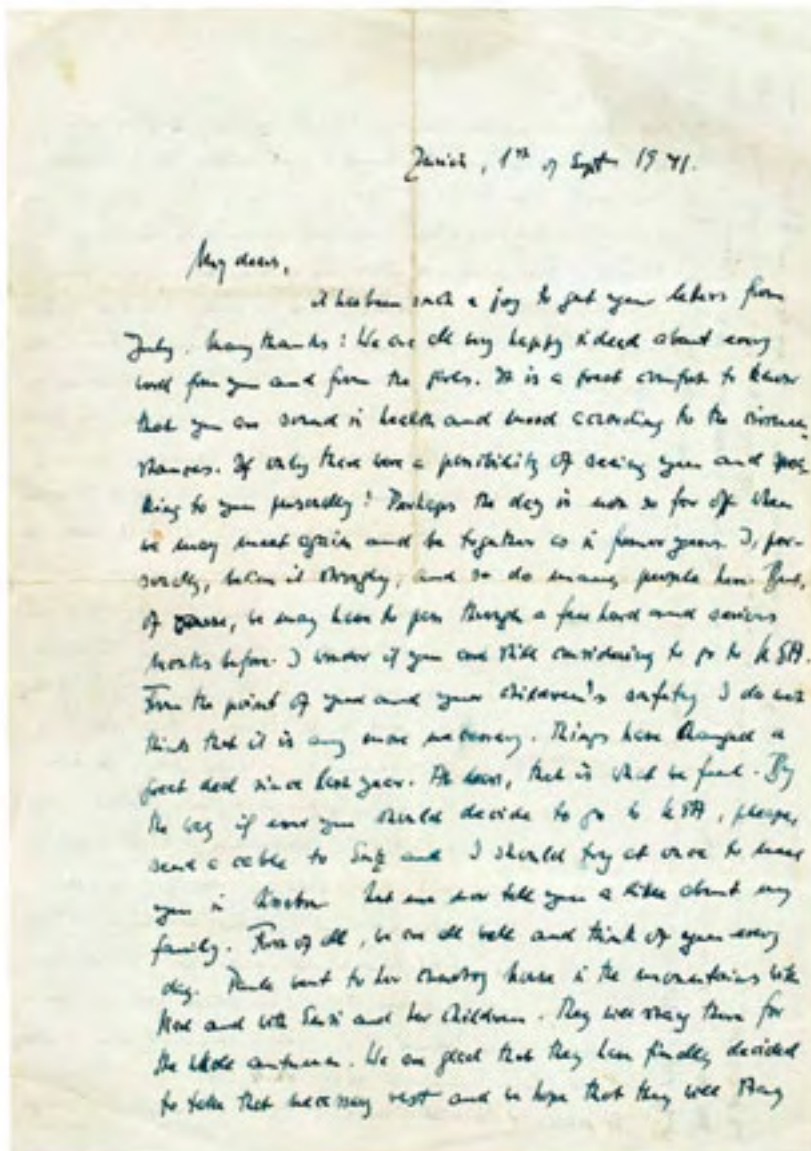 Zurich, 1st of Sept 1941.
My dears,
it has been such a joy to get your letters from
July. Many thanks! We are all very happy indeed about every
word from you and from the girls. It is a great comfort to know
that you are sound in health and mood according to the circum-
stances. If only there were a possibility of seeing you and
king to you personally! Perhaps the day is not so far off when
we may meet again and be together as in former years. I, per-
sonally, believe it strongly, and so do many people here. But,
of course, we may have to pass through a few hard and serious
months before. I wonder if you are still considering to go to USA.
From the point of your and your children's safety I do not
think that it is any more necessary. Things have changed a
great deal since last year. At least, that is what we feel. By
the way if ever you should decide to go to USA, please,
send a cable to and I should try at once to meet
you in Lisbon. Let me now tell you a little about my
family. First of all, we are all well and think of you every
day. went to her country house in the mountains with
and with Susi and her children. They will stay there for
the whole autumn. We are glad that they have finally decided
to take that necessary rest and we hope that they will stay